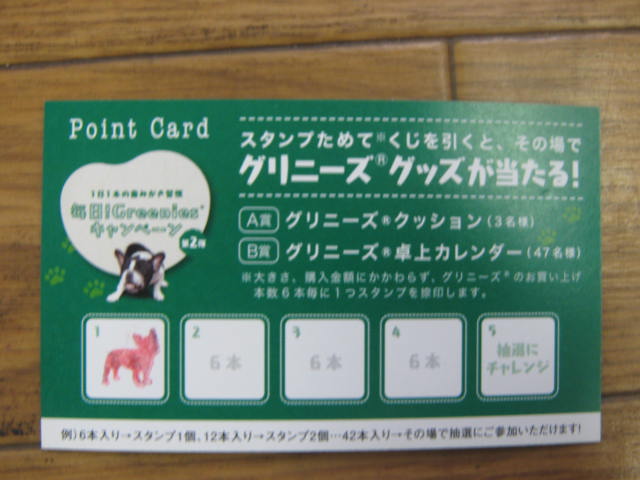 Point Card
スタンプためて※くじを引くと、その場で
グリニーズ®グッズが当たる!
1日1本の歯みがき習慣
毎日!Greenies®
キャンペーン
第2弾
A賞 グリニーズ®クッション(3名様)
B賞 グリニーズ®卓上カレンダー(47名様)
※大きさ、購入金額にかかわらず、グリニーズ®のお買い上げ
本数6本毎に1つスタンプを捺印します。
1
2 6本
3 6本
4 6本
5 抽選に
チャレンジ
例)6本入り→スタンプ1個、12本入り→スタンプ2個…42本入り→その場で抽選にご参加いただけます!